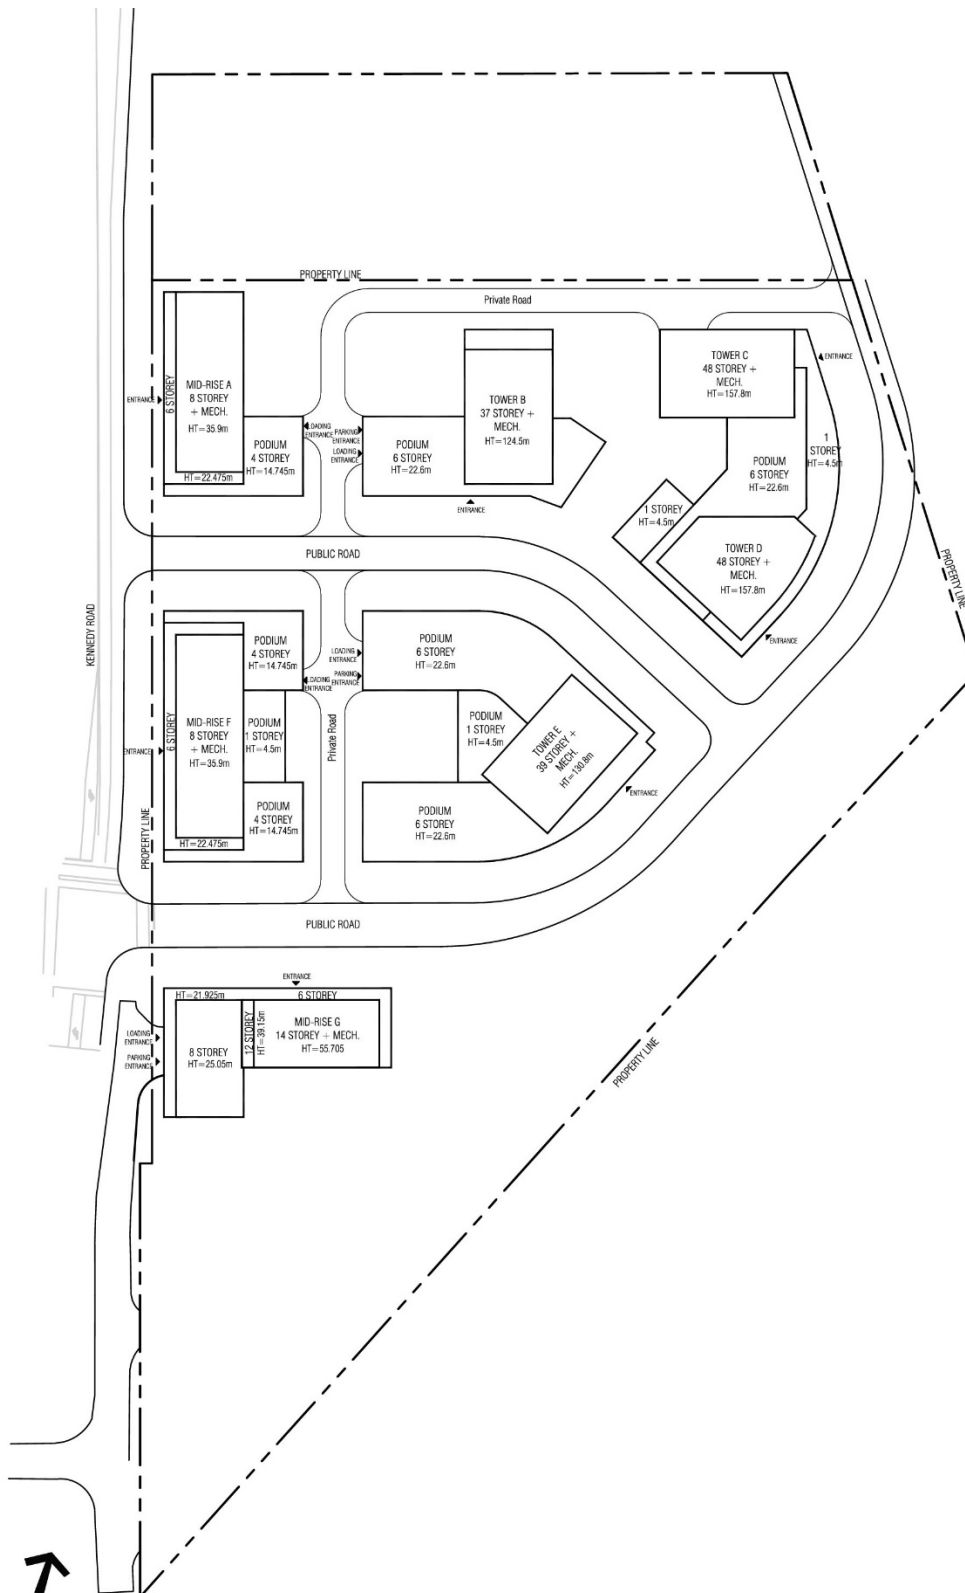 PROPERTY LINE
Private Road
6 STOREY
MID-RISE A
8 STOREY
+ MECH.
HT=35.9m
ENTRANCE
HT=22.475m
PODIUM
4 STOREY
HT=14.745m
LOADING
ENTRANCE
PARKING
ENTRANCE
LOADING
ENTRANCE
PODIUM
6 STOREY
HT=22.6m
TOWER B
37 STOREY +
MECH.
HT=124.5m
ENTRANCE
TOWER C
48 STOREY +
MECH.
HT=157.8m
ENTRANCE
1
STOREY
HT=4.5m
PODIUM
6 STOREY
HT=22.6m
1 STOREY
HT=4.5m
TOWER D
48 STOREY +
MECH.
HT=157.8m
ENTRANCE
PROPERTY LINE
PUBLIC ROAD
KENNEDY ROAD
PODIUM
4 STOREY
HT=14.745m
LOADING
ENTRANCE
6 STOREY
MID-RISE F
8 STOREY
+ MECH.
HT=35.9m
ENTRANCE
PODIUM
1 STOREY
HT=4.5m
PODIUM
4 STOREY
HT=14.745m
HT=22.475m
PROPERTY LINE
Private Road
LOADING
ENTRANCE
PARKING
ENTRANCE
PODIUM
6 STOREY
HT=22.6m
PODIUM
1 STOREY
HT=4.5m
TOWER E
39 STOREY +
MECH.
HT=130.8m
ENTRANCE
PODIUM
6 STOREY
HT=22.6m
PUBLIC ROAD
ENTRANCE
HT=21.925m
6 STOREY
LOADING
ENTRANCE
PARKING
ENTRANCE
8 STOREY
HT=25.05m
12 STOREY
HT=39.15m
MID-RISE G
14 STOREY + MECH.
HT=55.705
PROPERTY LINE